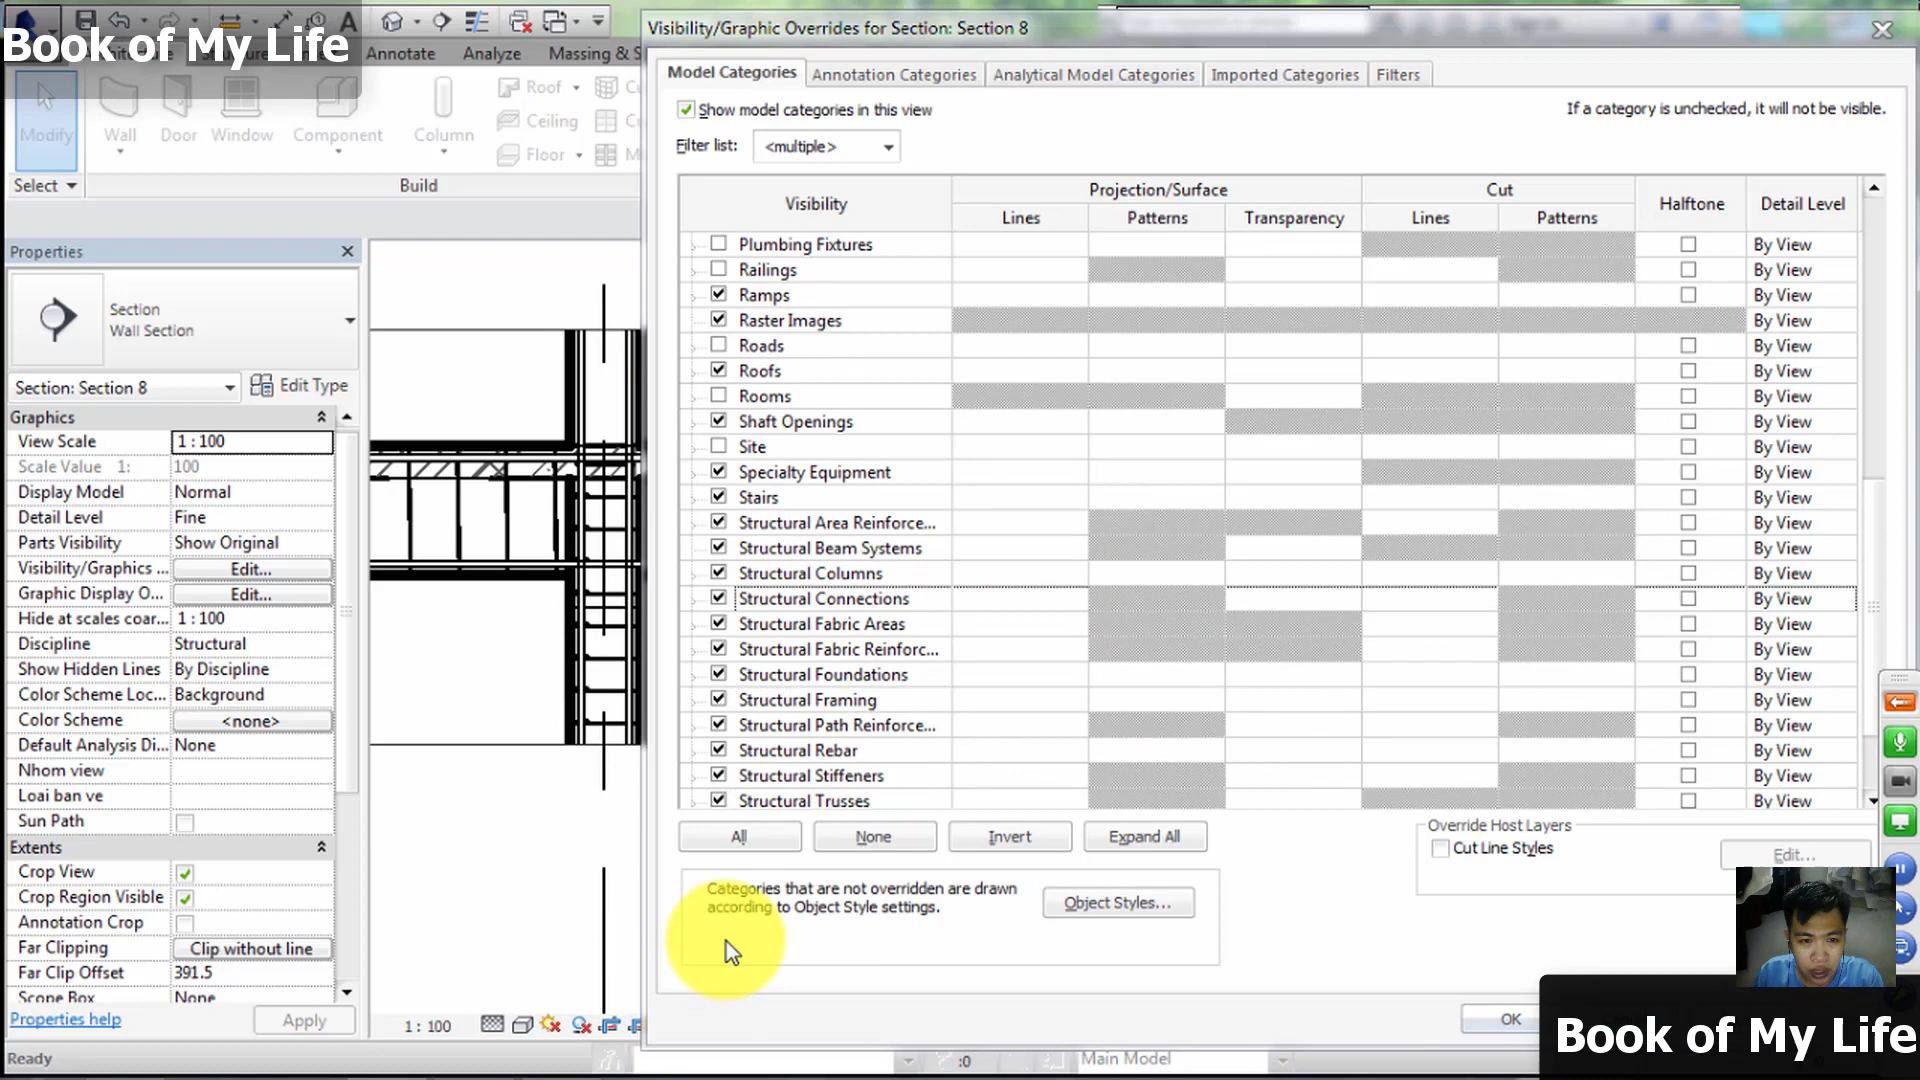 Book of My Life
Annotate
Analyze
Massing & S
Modify
Wall
Door
Window
Component
Column
Roof
Ceiling
Floor
Select
Build
Properties
Section
Wall Section
Section: Section 8
Edit Type
Graphics
View Scale 1 : 100
Scale Value 1: 100
Display Model Normal
Detail Level Fine
Parts Visibility Show Original
Visibility/Graphics ... Edit...
Graphic Display O... Edit...
Hide at scales coar... 1 : 100
Discipline Structural
Show Hidden Lines By Discipline
Color Scheme Loc... Background
Color Scheme <none>
Default Analysis Di... None
Nhom view
Loai ban ve
Sun Path
Extents
Crop View
Crop Region Visible
Annotation Crop
Far Clipping Clip without line
Far Clip Offset 391.5
Scope Box None
Properties help
Apply
Ready
1 : 100
:0
Main Model
Visibility/Graphic Overrides for Section: Section 8
Model Categories
Annotation Categories
Analytical Model Categories
Imported Categories
Filters
Show model categories in this view
If a category is unchecked, it will not be visible.
Filter list: <multiple>
Visibility
Projection/Surface
Cut
Halftone
Detail Level
Lines
Patterns
Transparency
Lines
Patterns
Plumbing Fixtures By View
Railings By View
Ramps By View
Raster Images By View
Roads By View
Roofs By View
Rooms By View
Shaft Openings By View
Site By View
Specialty Equipment By View
Stairs By View
Structural Area Reinforce... By View
Structural Beam Systems By View
Structural Columns By View
Structural Connections By View
Structural Fabric Areas By View
Structural Fabric Reinforc... By View
Structural Foundations By View
Structural Framing By View
Structural Path Reinforce... By View
Structural Rebar By View
Structural Stiffeners By View
Structural Trusses By View
All
None
Invert
Expand All
Override Host Layers
Cut Line Styles
Edit...
Categories that are not overridden are drawn
according to Object Style settings.
Object Styles...
OK
Book of My Life